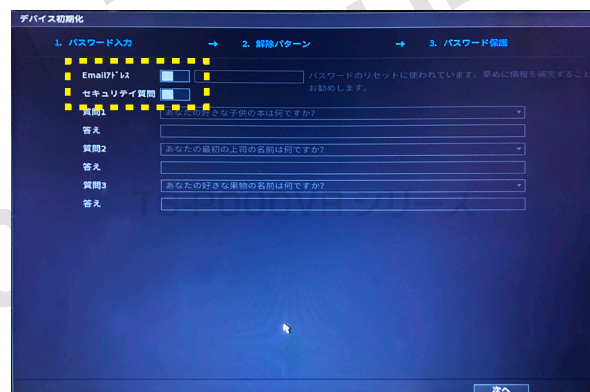 デバイス初期化
1. パスワード入力 → 2. 解除パターン → 3. パスワード保護
Emailアドレス パスワードのリセットに使われています。早めに情報を補充すること
お勧めします。
セキュリテイ質問
質問1 あなたの好きな子供の本は何ですか?
答え
質問2 あなたの最初の上司の名前は何ですか?
答え
質問3 あなたの好きな果物の名前は何ですか?
答え
次へ